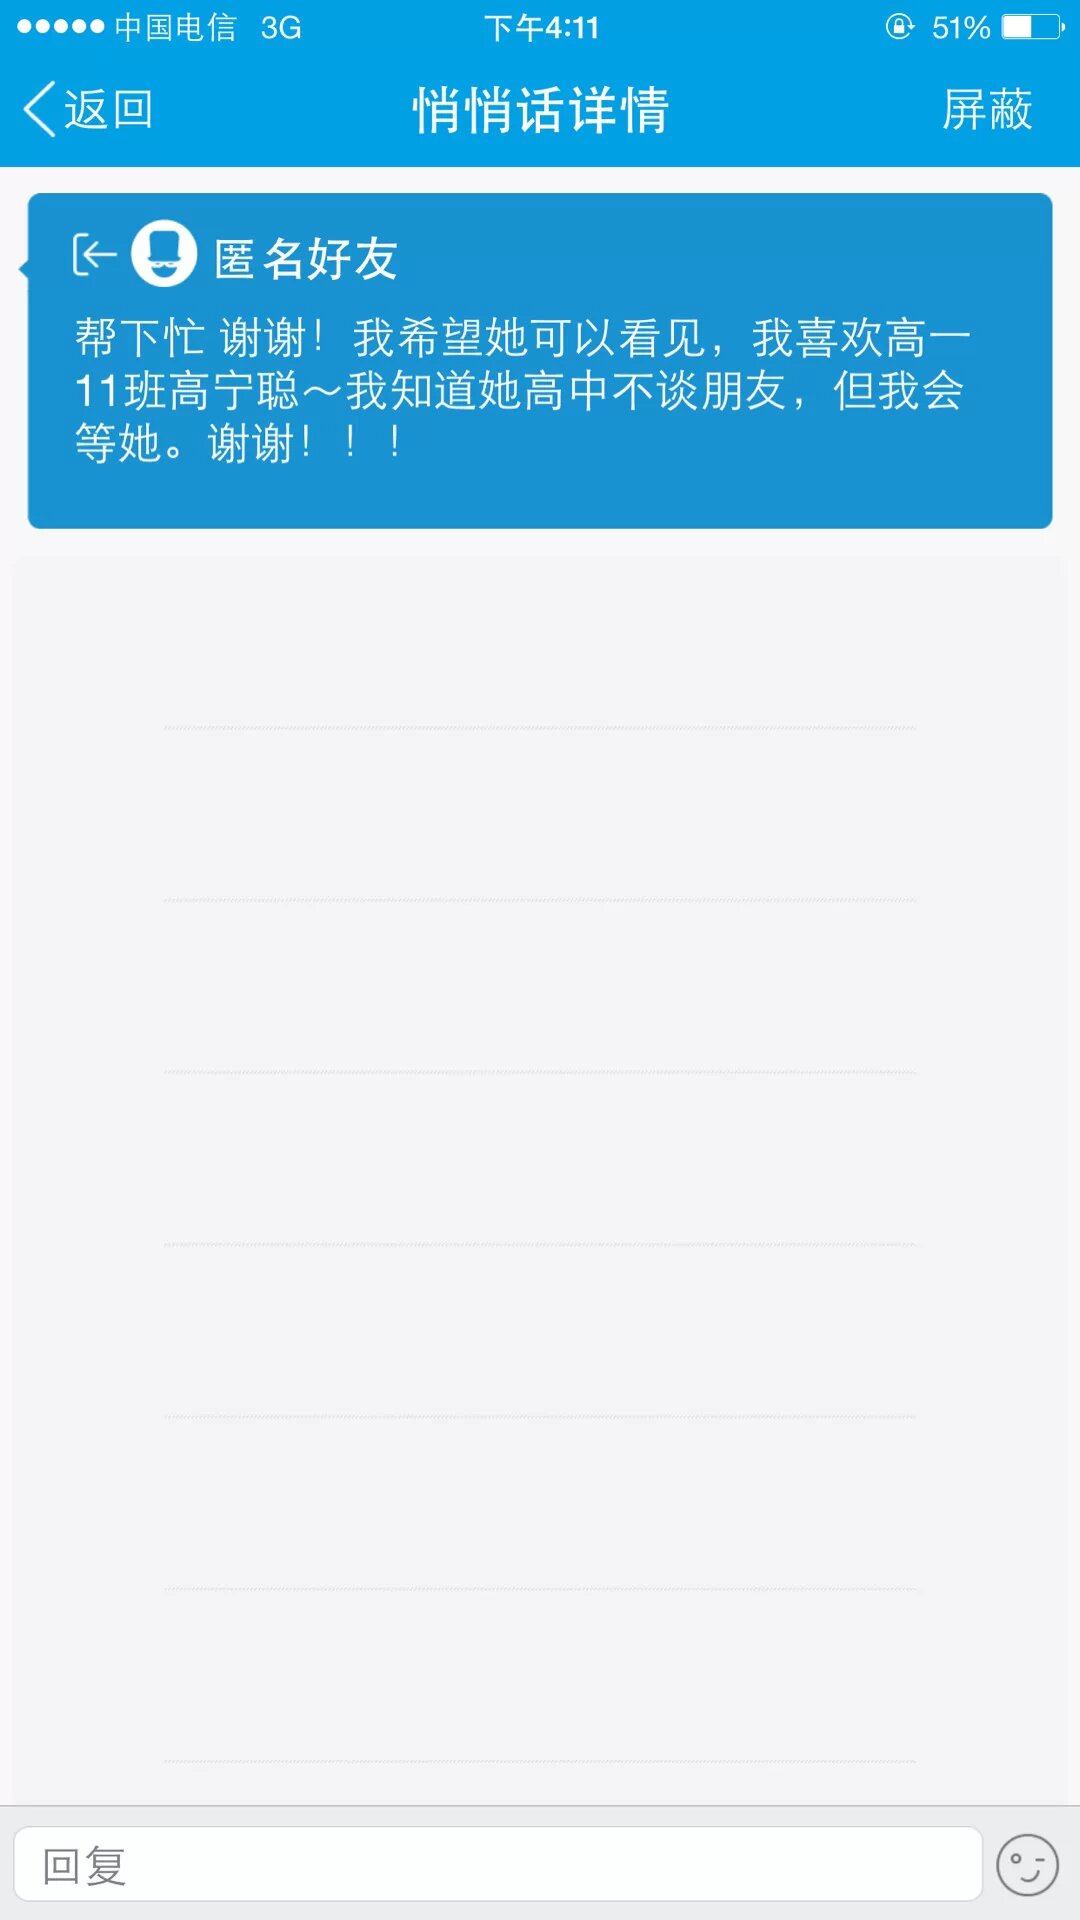 中国电信 3G 下午4:11 51%
返回 悄悄话详情 屏蔽
匿名好友
帮下忙 谢谢！我希望她可以看见，我喜欢高一
11班高宁聪～我知道她高中不谈朋友，但我会
等她。谢谢！！！
回复